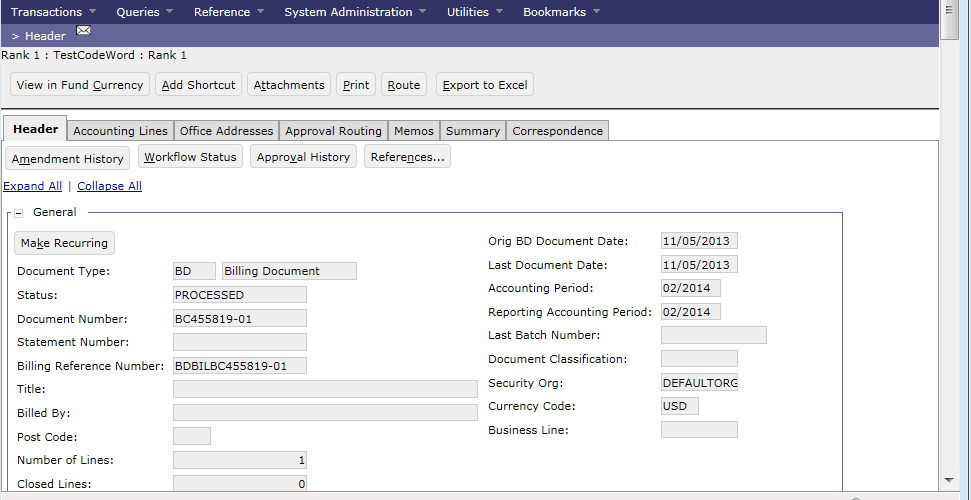 Transactions Queries Reference System Administration Utilities Bookmarks
> Header
Rank 1 : TestCodeWord : Rank 1
View in Fund Currency Add Shortcut Attachments Print Route Export to Excel
Header Accounting Lines Office Addresses Approval Routing Memos Summary Correspondence
Amendment History Workflow Status Approval History References...
Expand All | Collapse All
General
Make Recurring
Document Type: BD Billing Document
Status: PROCESSED
Document Number: BC455819-01
Statement Number:
Billing Reference Number: BDBILBC455819-01
Title:
Billed By:
Post Code:
Number of Lines: 1
Closed Lines: 0
Orig BD Document Date: 11/05/2013
Last Document Date: 11/05/2013
Accounting Period: 02/2014
Reporting Accounting Period: 02/2014
Last Batch Number:
Document Classification:
Security Org: DEFAULTORG
Currency Code: USD
Business Line: